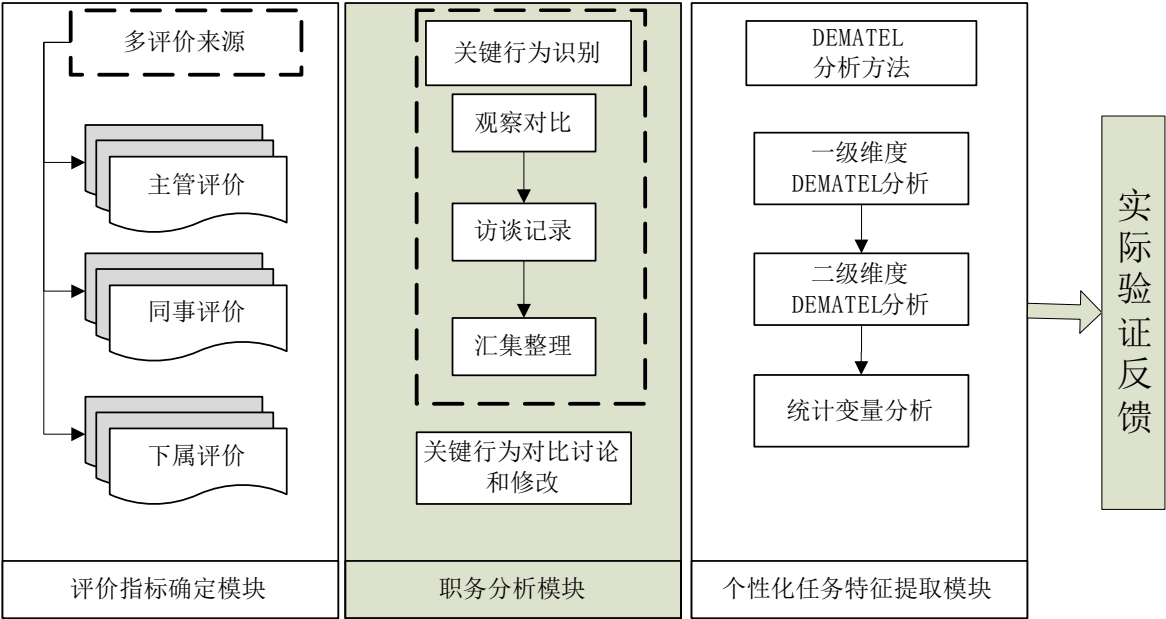 多评价来源
主管评价
同事评价
下属评价
评价指标确定模块
关键行为识别
观察对比
访谈记录
汇集整理
关键行为对比讨论
和修改
职务分析模块
DEMATEL
分析方法
一级维度
DEMATEL分析
二级维度
DEMATEL分析
统计变量分析
个性化任务特征提取模块
实际验证反馈